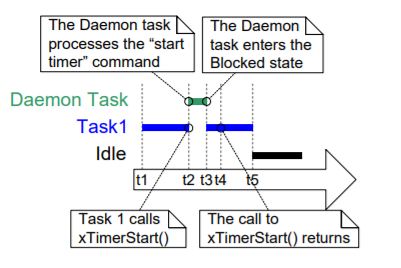 The Daemon task
processes the “start
timer” command
The Daemon
task enters the
Blocked state
Daemon Task
Task1
Idle
t1 t2 t3 t4 t5
Task 1 calls
xTimerStart()
The call to
xTimerStart() returns